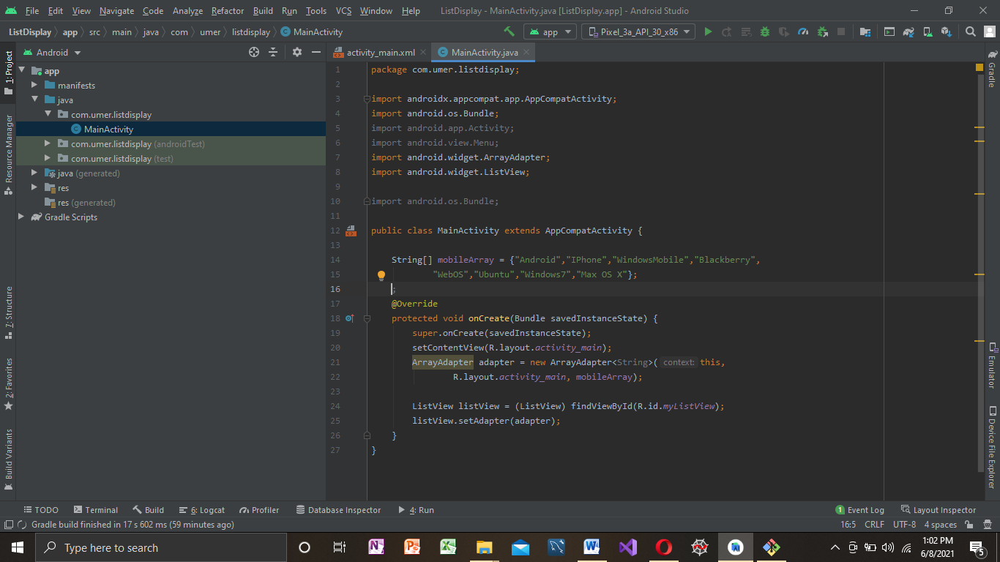 File Edit View Navigate Code Analyze Refactor Build Run Tools VCS Window Help ListDisplay - MainActivity.java [ListDisplay.app] - Android Studio
ListDisplay app src main java com umer listdisplay MainActivity app Pixel_3a_API_30_x86
1: Project
Resource Manager
7: Structure
2: Favorites
Build Variants
Android
app
manifests
java
com.umer.listdisplay
MainActivity
com.umer.listdisplay (androidTest)
com.umer.listdisplay (test)
java (generated)
res
res (generated)
Gradle Scripts
activity_main.xml MainActivity.java
1 package com.umer.listdisplay;
2
3 import androidx.appcompat.app.AppCompatActivity;
4 import android.os.Bundle;
5 import android.app.Activity;
6 import android.view.Menu;
7 import android.widget.ArrayAdapter;
8 import android.widget.ListView;
9
10 import android.os.Bundle;
11
12 public class MainActivity extends AppCompatActivity {
13
14 String[] mobileArray = {"Android","IPhone","WindowsMobile","Blackberry",
15 "WebOS","Ubuntu","Windows7","Max OS X"};
16 ;
17 @Override
18 protected void onCreate(Bundle savedInstanceState) {
19 super.onCreate(savedInstanceState);
20 setContentView(R.layout.activity_main);
21 ArrayAdapter adapter = new ArrayAdapter<String>( context: this,
22 R.layout.activity_main, mobileArray);
23
24 ListView listView = (ListView) findViewById(R.id.myListView);
25 listView.setAdapter(adapter);
26 }
27 }
Gradle
Emulator
Device File Explorer
TODO Terminal Build 6: Logcat Profiler Database Inspector 4: Run 1 Event Log Layout Inspector
Gradle build finished in 17 s 602 ms (59 minutes ago) 16:5 CRLF UTF-8 4 spaces
Type here to search
1:02 PM
6/8/2021
5